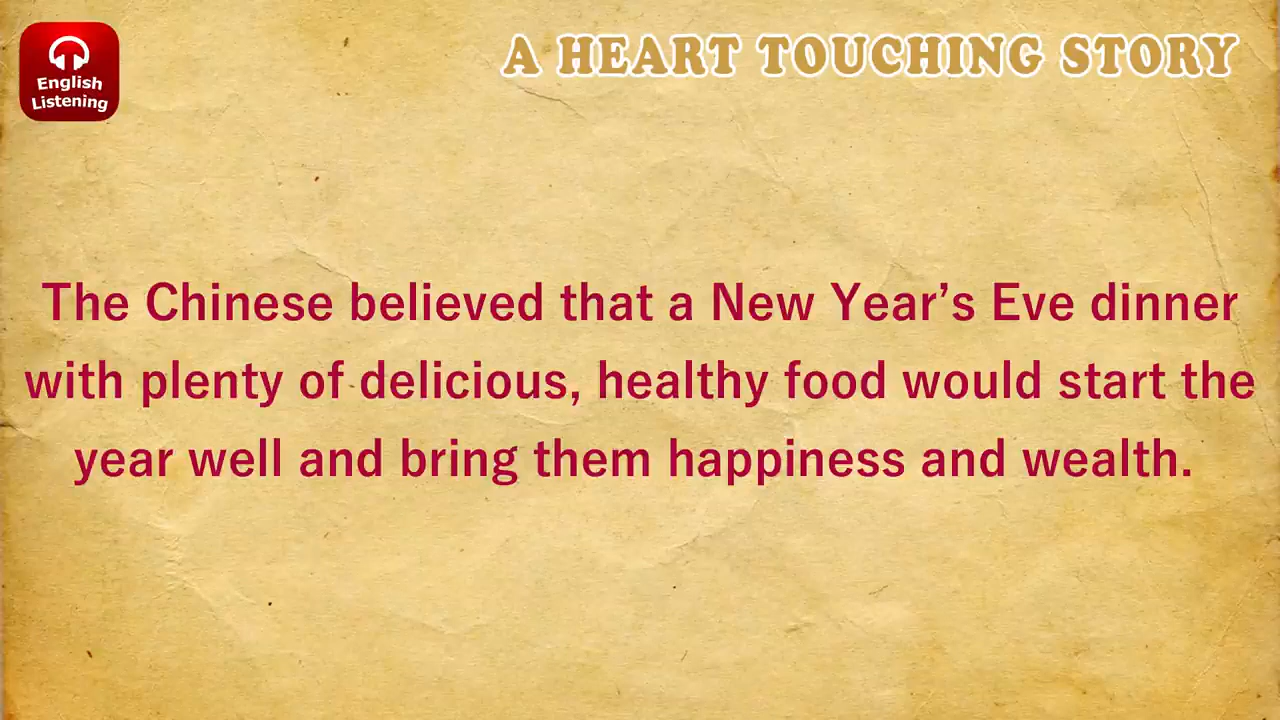 English
Listening
A HEART TOUCHING STORY
The Chinese believed that a New Year’s Eve dinner
with plenty of delicious, healthy food would start the
year well and bring them happiness and wealth.